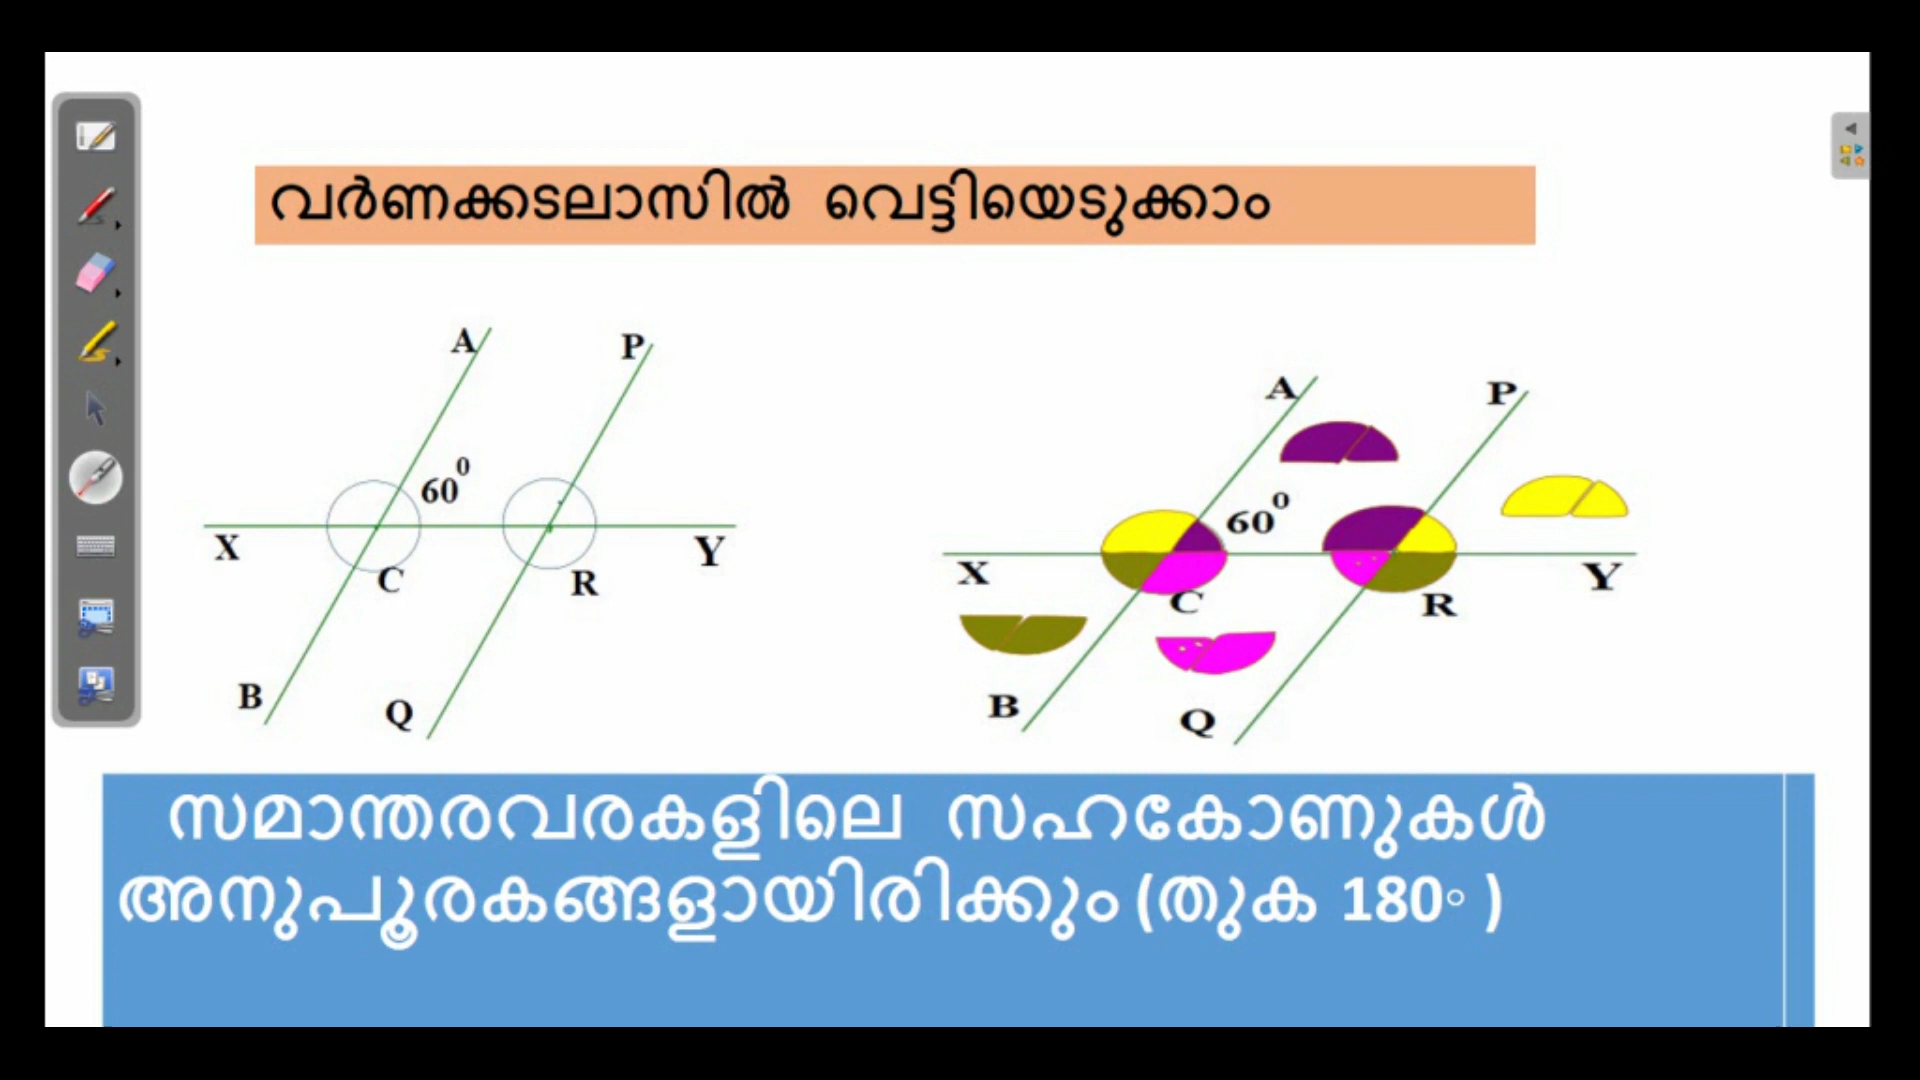 വർണക്കടലാസിൽ വെട്ടിയെടുക്കാം
A P
60⁰
X C R Y
B Q
A P
60⁰
X C R Y
B Q
സമാന്തരവരകളിലെ സഹകോണുകൾ
അനുപൂരകങ്ങളായിരിക്കും (തുക 180° )